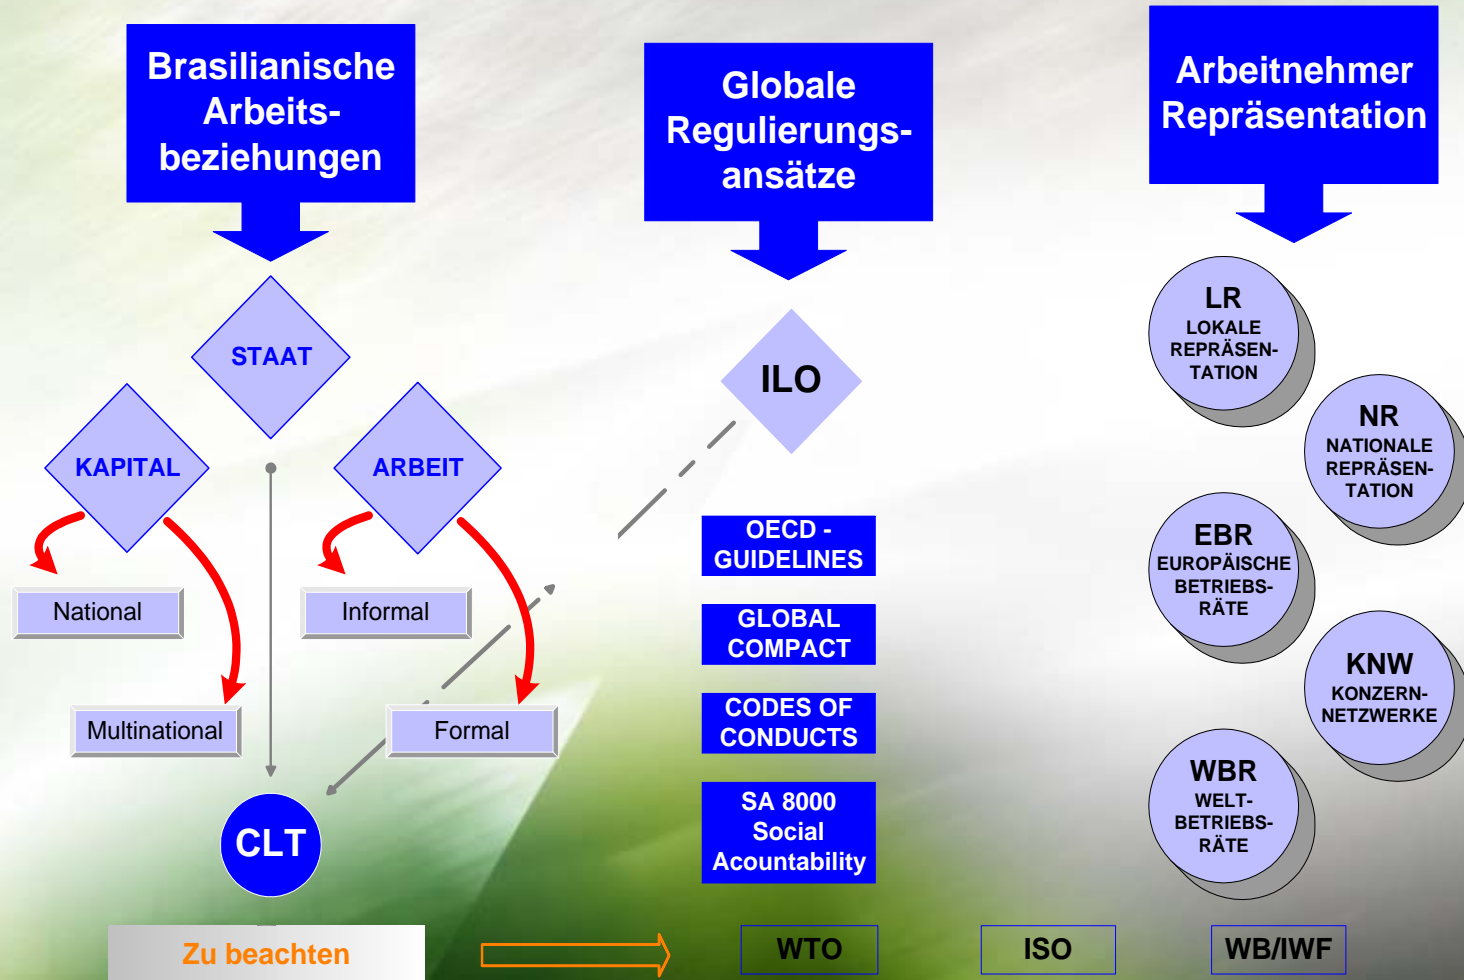 Brasilianische
Arbeits-
beziehungen
STAAT
KAPITAL
ARBEIT
National
Informal
Multinational
Formal
CLT
Globale
Regulierungs-
ansätze
ILO
OECD -
GUIDELINES
GLOBAL
COMPACT
CODES OF
CONDUCTS
SA 8000
Social
Acountability
Arbeitnehmer
Repräsentation
LR
LOKALE
REPRÄSEN-
TATION
NR
NATIONALE
REPRÄSEN-
TATION
EBR
EUROPÄISCHE
BETRIEBS-
RÄTE
KNW
KONZERN-
NETZWERKE
WBR
WELT-
BETRIEBS-
RÄTE
Zu beachten
WTO
ISO
WB/IWF